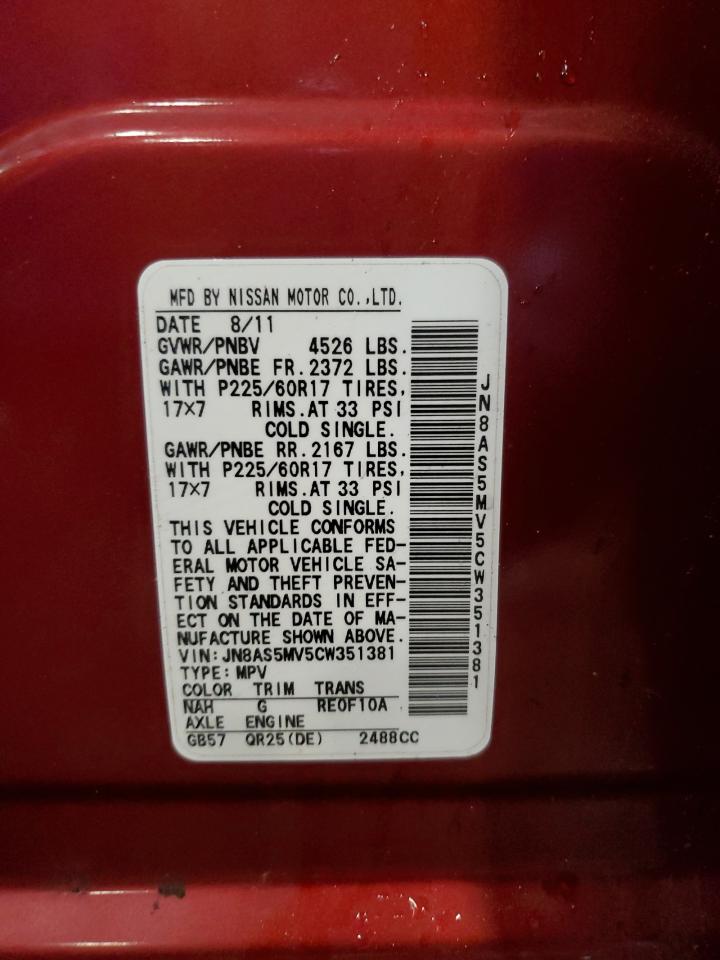 MFD BY NISSAN MOTOR CO.,LTD.
DATE 8/11
GVWR/PNBV 4526 LBS.
GAWR/PNBE FR. 2372 LBS.
WITH P225/60R17 TIRES,
17×7 RIMS. AT 33 PSI
COLD SINGLE.
GAWR/PNBE RR. 2167 LBS.
WITH P225/60R17 TIRES,
17×7 RIMS. AT 33 PSI
COLD SINGLE.
THIS VEHICLE CONFORMS
TO ALL APPLICABLE FED-
ERAL MOTOR VEHICLE SA-
FETY AND THEFT PREVEN-
TION STANDARDS IN EFF-
ECT ON THE DATE OF MA-
NUFACTURE SHOWN ABOVE.
VIN: JN8AS5MV5CW351381
TYPE: MPV
COLOR TRIM TRANS
NAH G RE0F10A
AXLE ENGINE
GB57 QR25(DE) 2488CC
JN8AS5MV5CW351381